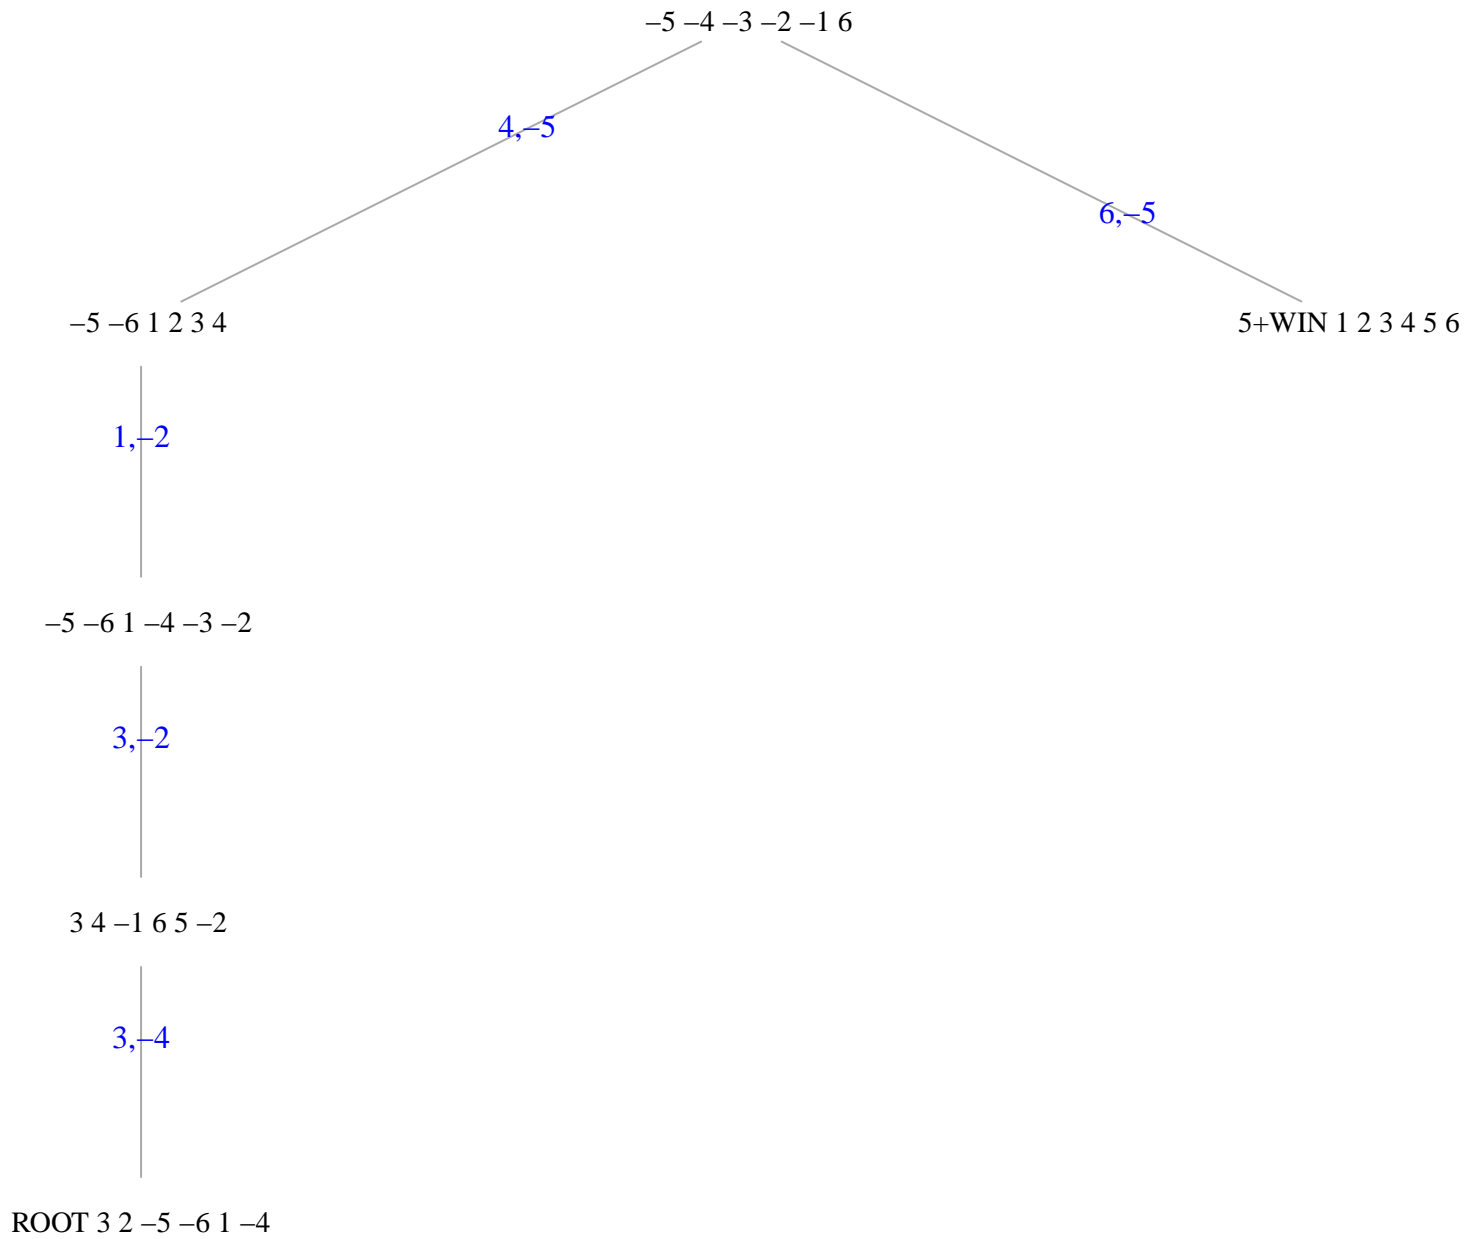 –5 –4 –3 –2 –1 6
4,–5
6,–5
–5 –6 1 2 3 4
5+WIN 1 2 3 4 5 6
1,–2
–5 –6 1 –4 –3 –2
3,–2
3 4 –1 6 5 –2
3,–4
ROOT 3 2 –5 –6 1 –4